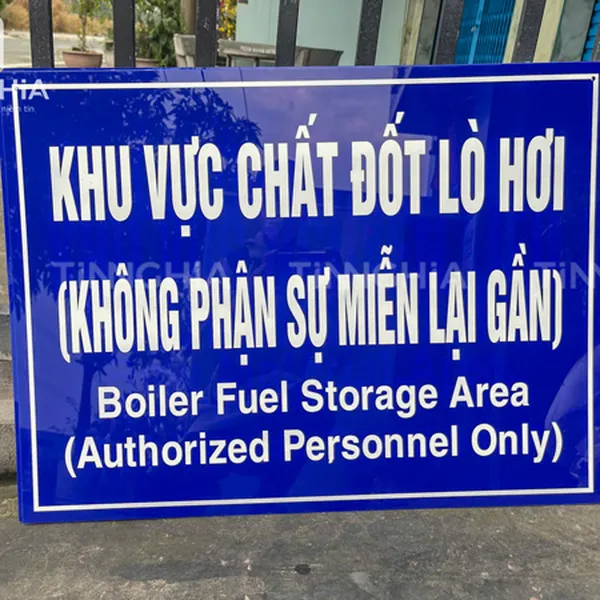 KHU VỰC CHẤT ĐỐT LÒ HƠI
(KHÔNG PHẬN SỰ MIỄN LẠI GẦN)
Boiler Fuel Storage Area
(Authorized Personnel Only)